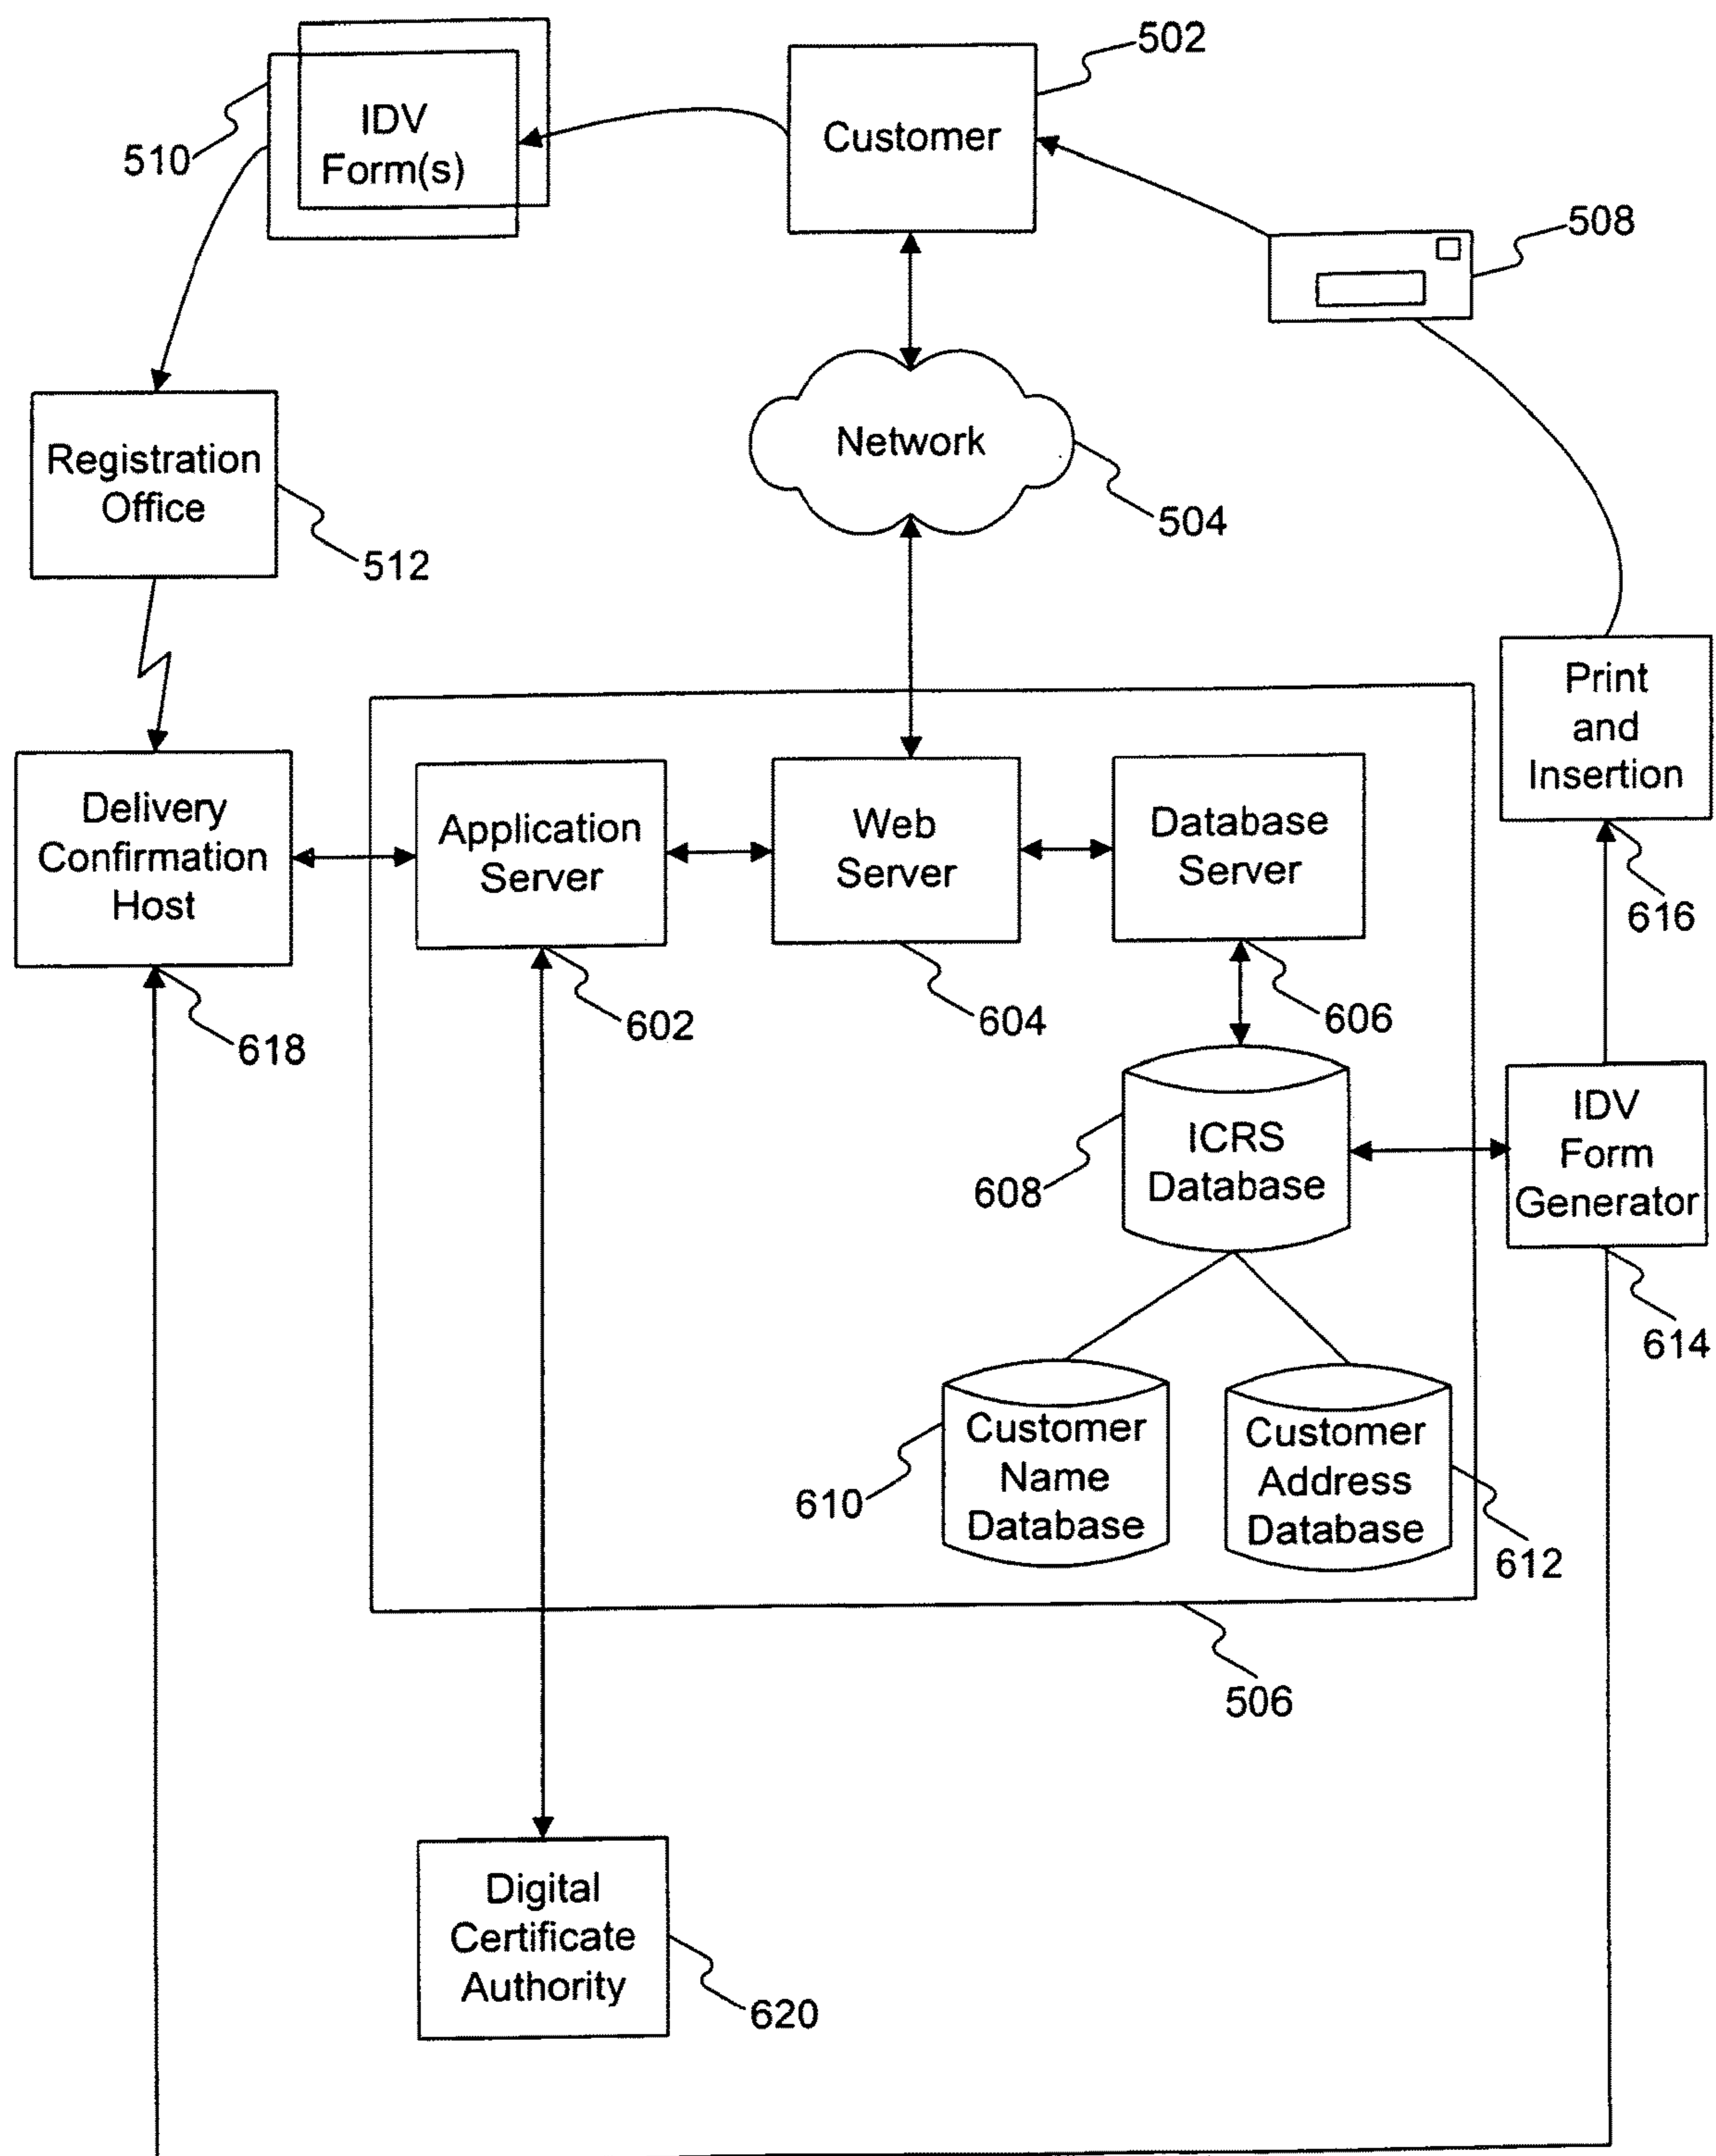 502
IDV
Form(s)
510
Customer
508
Network
504
Registration
Office
512
Print
and
Insertion
616
Delivery
Confirmation
Host
618
Application
Server
602
Web
Server
604
Database
Server
606
ICRS
Database
608
IDV
Form
Generator
614
Customer
Name
Database
610
Customer
Address
Database
612
506
Digital
Certificate
Authority
620